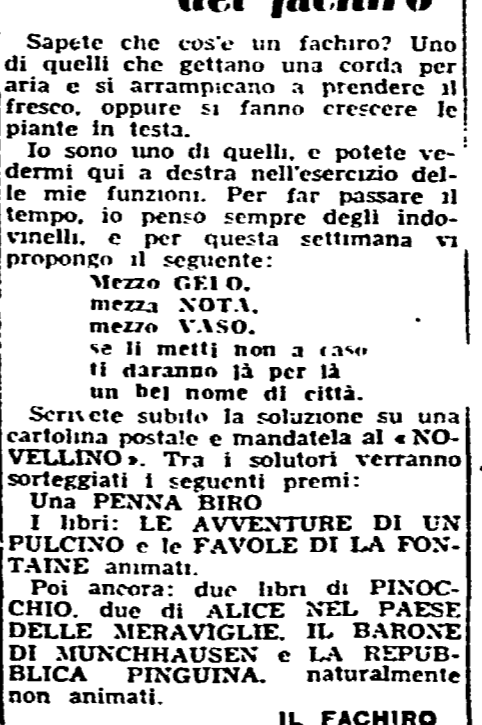 del fachiro
Sapete che cos'e un fachiro? Uno
di quelli che gettano una corda per
aria e si arrampicano a prendere il
fresco, oppure si fanno crescere le
piante in testa.
Io sono uno di quelli, e potete ve-
dermi qui a destra nell'esercizio del-
le mie funzioni. Per far passare il
tempo, io penso sempre degli indo-
vinelli, e per questa settimana vi
propongo il seguente:
Mezzo GELO,
mezza NOTA,
mezzo VASO,
se li metti non a caso
ti daranno là per là
un bel nome di città.
Scrivete subito la soluzione su una
cartolina postale e mandatela al «NO-
VELLINO». Tra i solutori verranno
sorteggiati i seguenti premi:
Una PENNA BIRO
I libri: LE AVVENTURE DI UN
PULCINO e le FAVOLE DI LA FON-
TAINE animati.
Poi ancora: due libri di PINOC-
CHIO, due di ALICE NEL PAESE
DELLE MERAVIGLIE, IL BARONE
DI MUNCHHAUSEN e LA REPUB-
BLICA PINGUINA, naturalmente
non animati.
IL FACHIRO